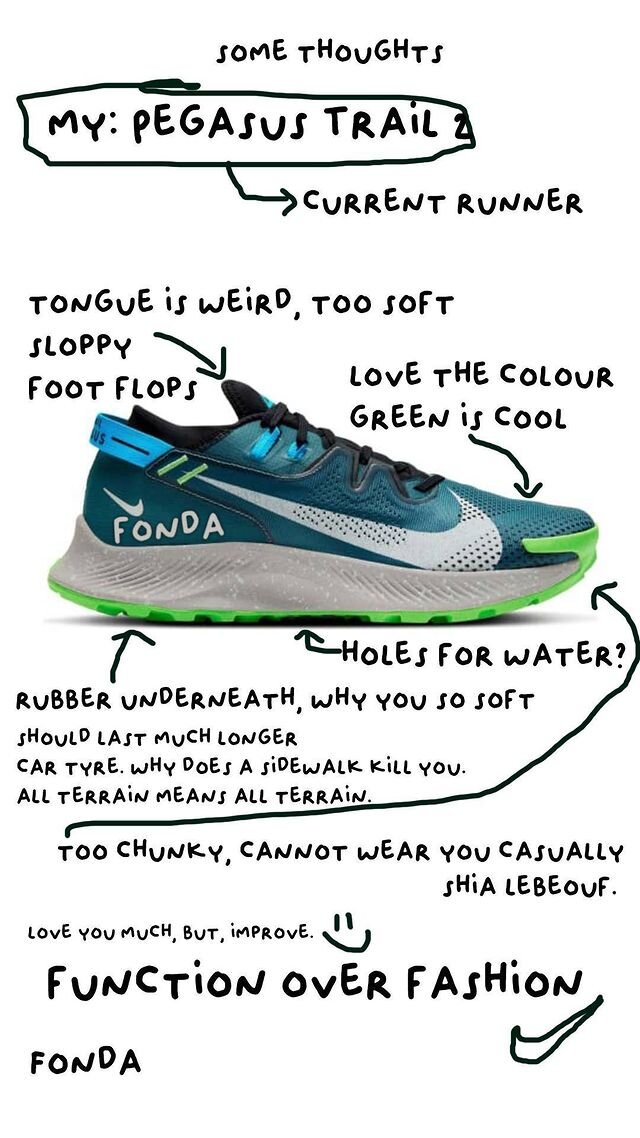 SOME THOUGHTS
MY: PEGASUS TRAIL 2
CURRENT RUNNER
TONGUE iS WEiRD, TOO SOFT
SLOPPY
FOOT FLOPS
LOVE THE COLOUR
GREEN iS COOL
US
FONDA
HOLES FOR WATER?
RUBBER UNDERNEATH, WHY YOU SO SOFT
SHOULD LAST MUCH LONGER
CAR TYRE. WHY DOES A SiDEWALK KiLL YOU.
ALL TERRAiN MEANS ALL TERRAiN.
TOO CHUNKY, CANNOT WEAR YOU CASUALLY
SHiA LEBEOUF.
LOVE YOU MUCH, BUT, iMPROVE.
FUNCTiON OVER FASHiON
FONDA